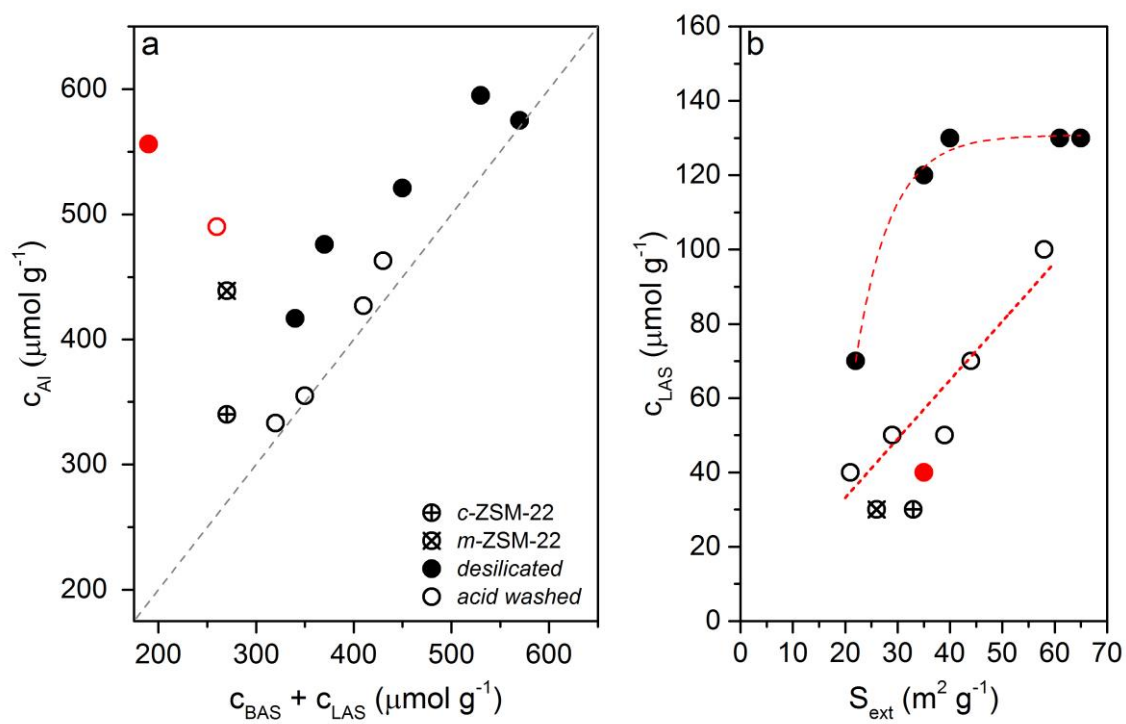 a
600
500
400
300
200
c_Al (μmol g⁻¹)
200 300 400 500 600
c_BAS + c_LAS (μmol g⁻¹)
c-ZSM-22
m-ZSM-22
desilicated
acid washed
b
160
140
120
100
80
60
40
20
0
c_LAS (μmol g⁻¹)
0 10 20 30 40 50 60 70
S_ext (m² g⁻¹)